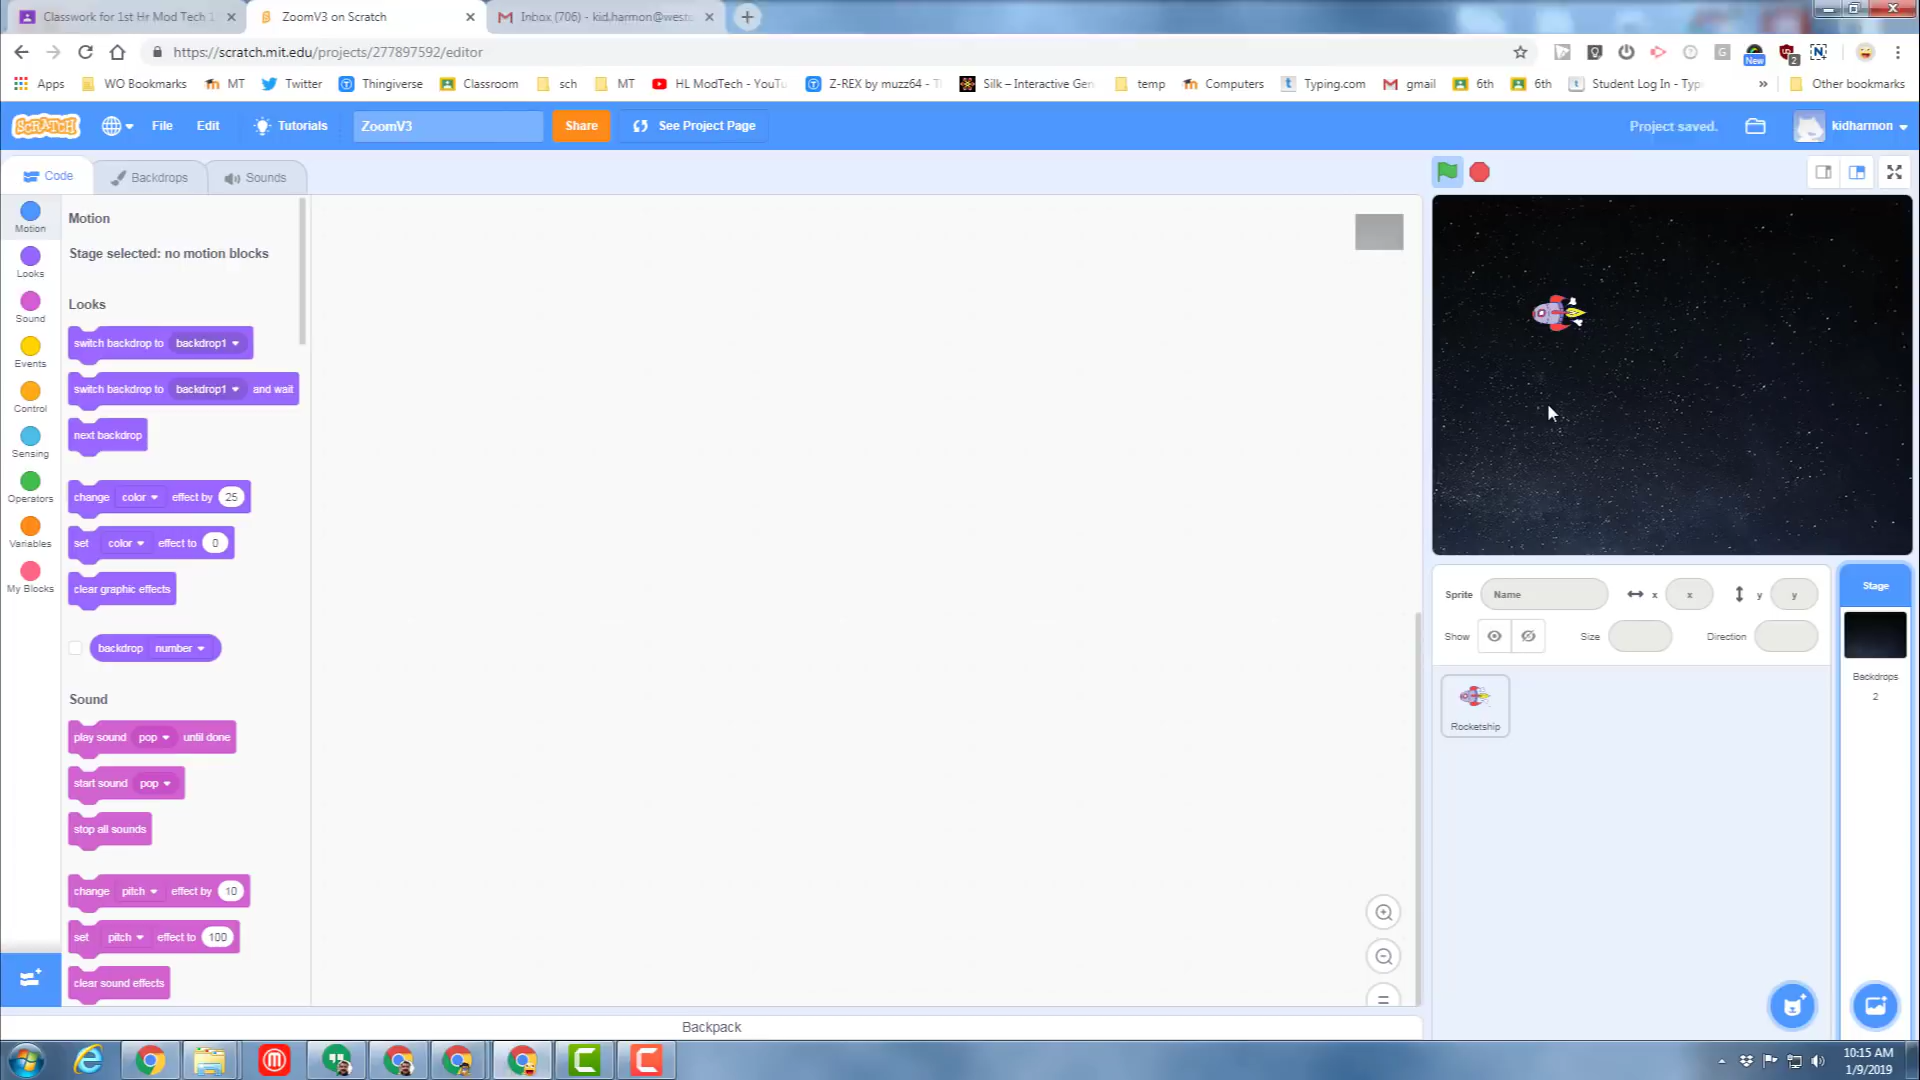 Classwork for 1st Hr Mod Tech 1
ZoomV3 on Scratch
Inbox (706) - kid.harmon@westo
https://scratch.mit.edu/projects/277897592/editor
New
2
Apps
WO Bookmarks
MT
Twitter
Thingiverse
Classroom
sch
MT
HL ModTech - YouTu
Z-REX by muzz64 - T
Silk – Interactive Gen
temp
Computers
Typing.com
gmail
6th
6th
Student Log In - Typ
»
Other bookmarks
SCRATCH
File
Edit
Tutorials
ZoomV3
Share
See Project Page
Project saved.
kidharmon
Code
Backdrops
Sounds
Motion
Looks
Sound
Events
Control
Sensing
Operators
Variables
My Blocks
Motion
Stage selected: no motion blocks
Looks
switch backdrop to backdrop1
switch backdrop to backdrop1 and wait
next backdrop
change color effect by 25
set color effect to 0
clear graphic effects
backdrop number
Sound
play sound pop until done
start sound pop
stop all sounds
change pitch effect by 10
set pitch effect to 100
clear sound effects
Backpack
Sprite Name x x y y
Show Size Direction
Rocketship
Stage
Backdrops
2
10:15 AM
1/9/2019